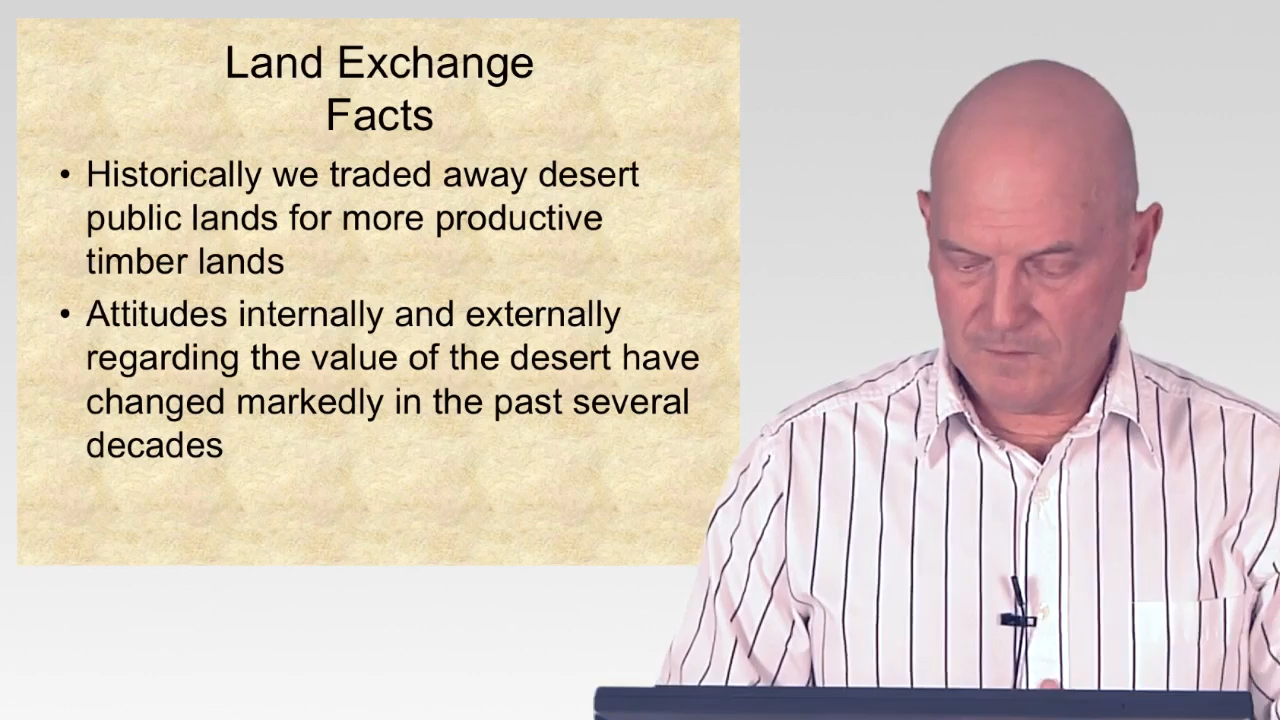 Land Exchange
Facts
• Historically we traded away desert
public lands for more productive
timber lands
• Attitudes internally and externally
regarding the value of the desert have
changed markedly in the past several
decades